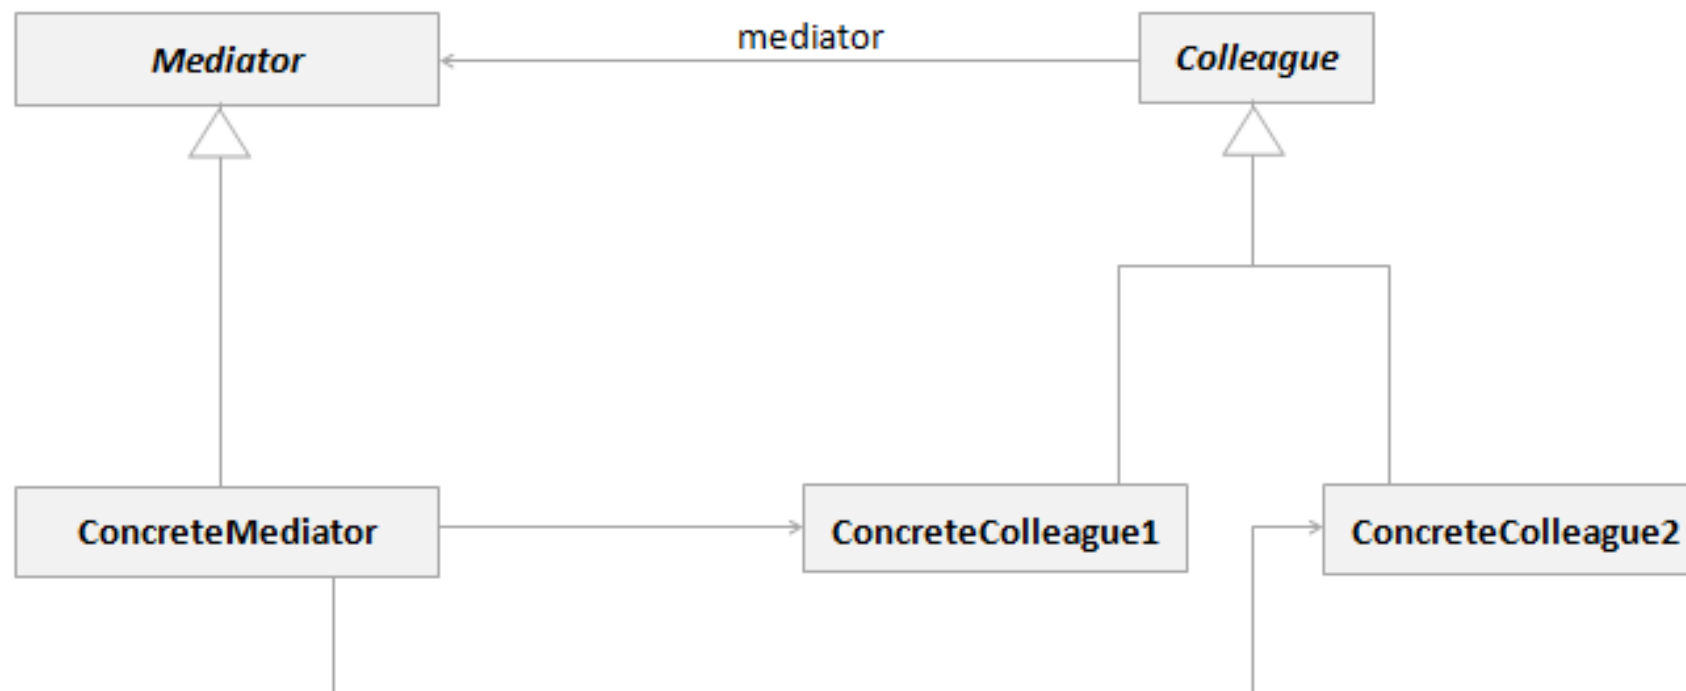 Mediator
mediator
Colleague
ConcreteMediator
ConcreteColleague1
ConcreteColleague2